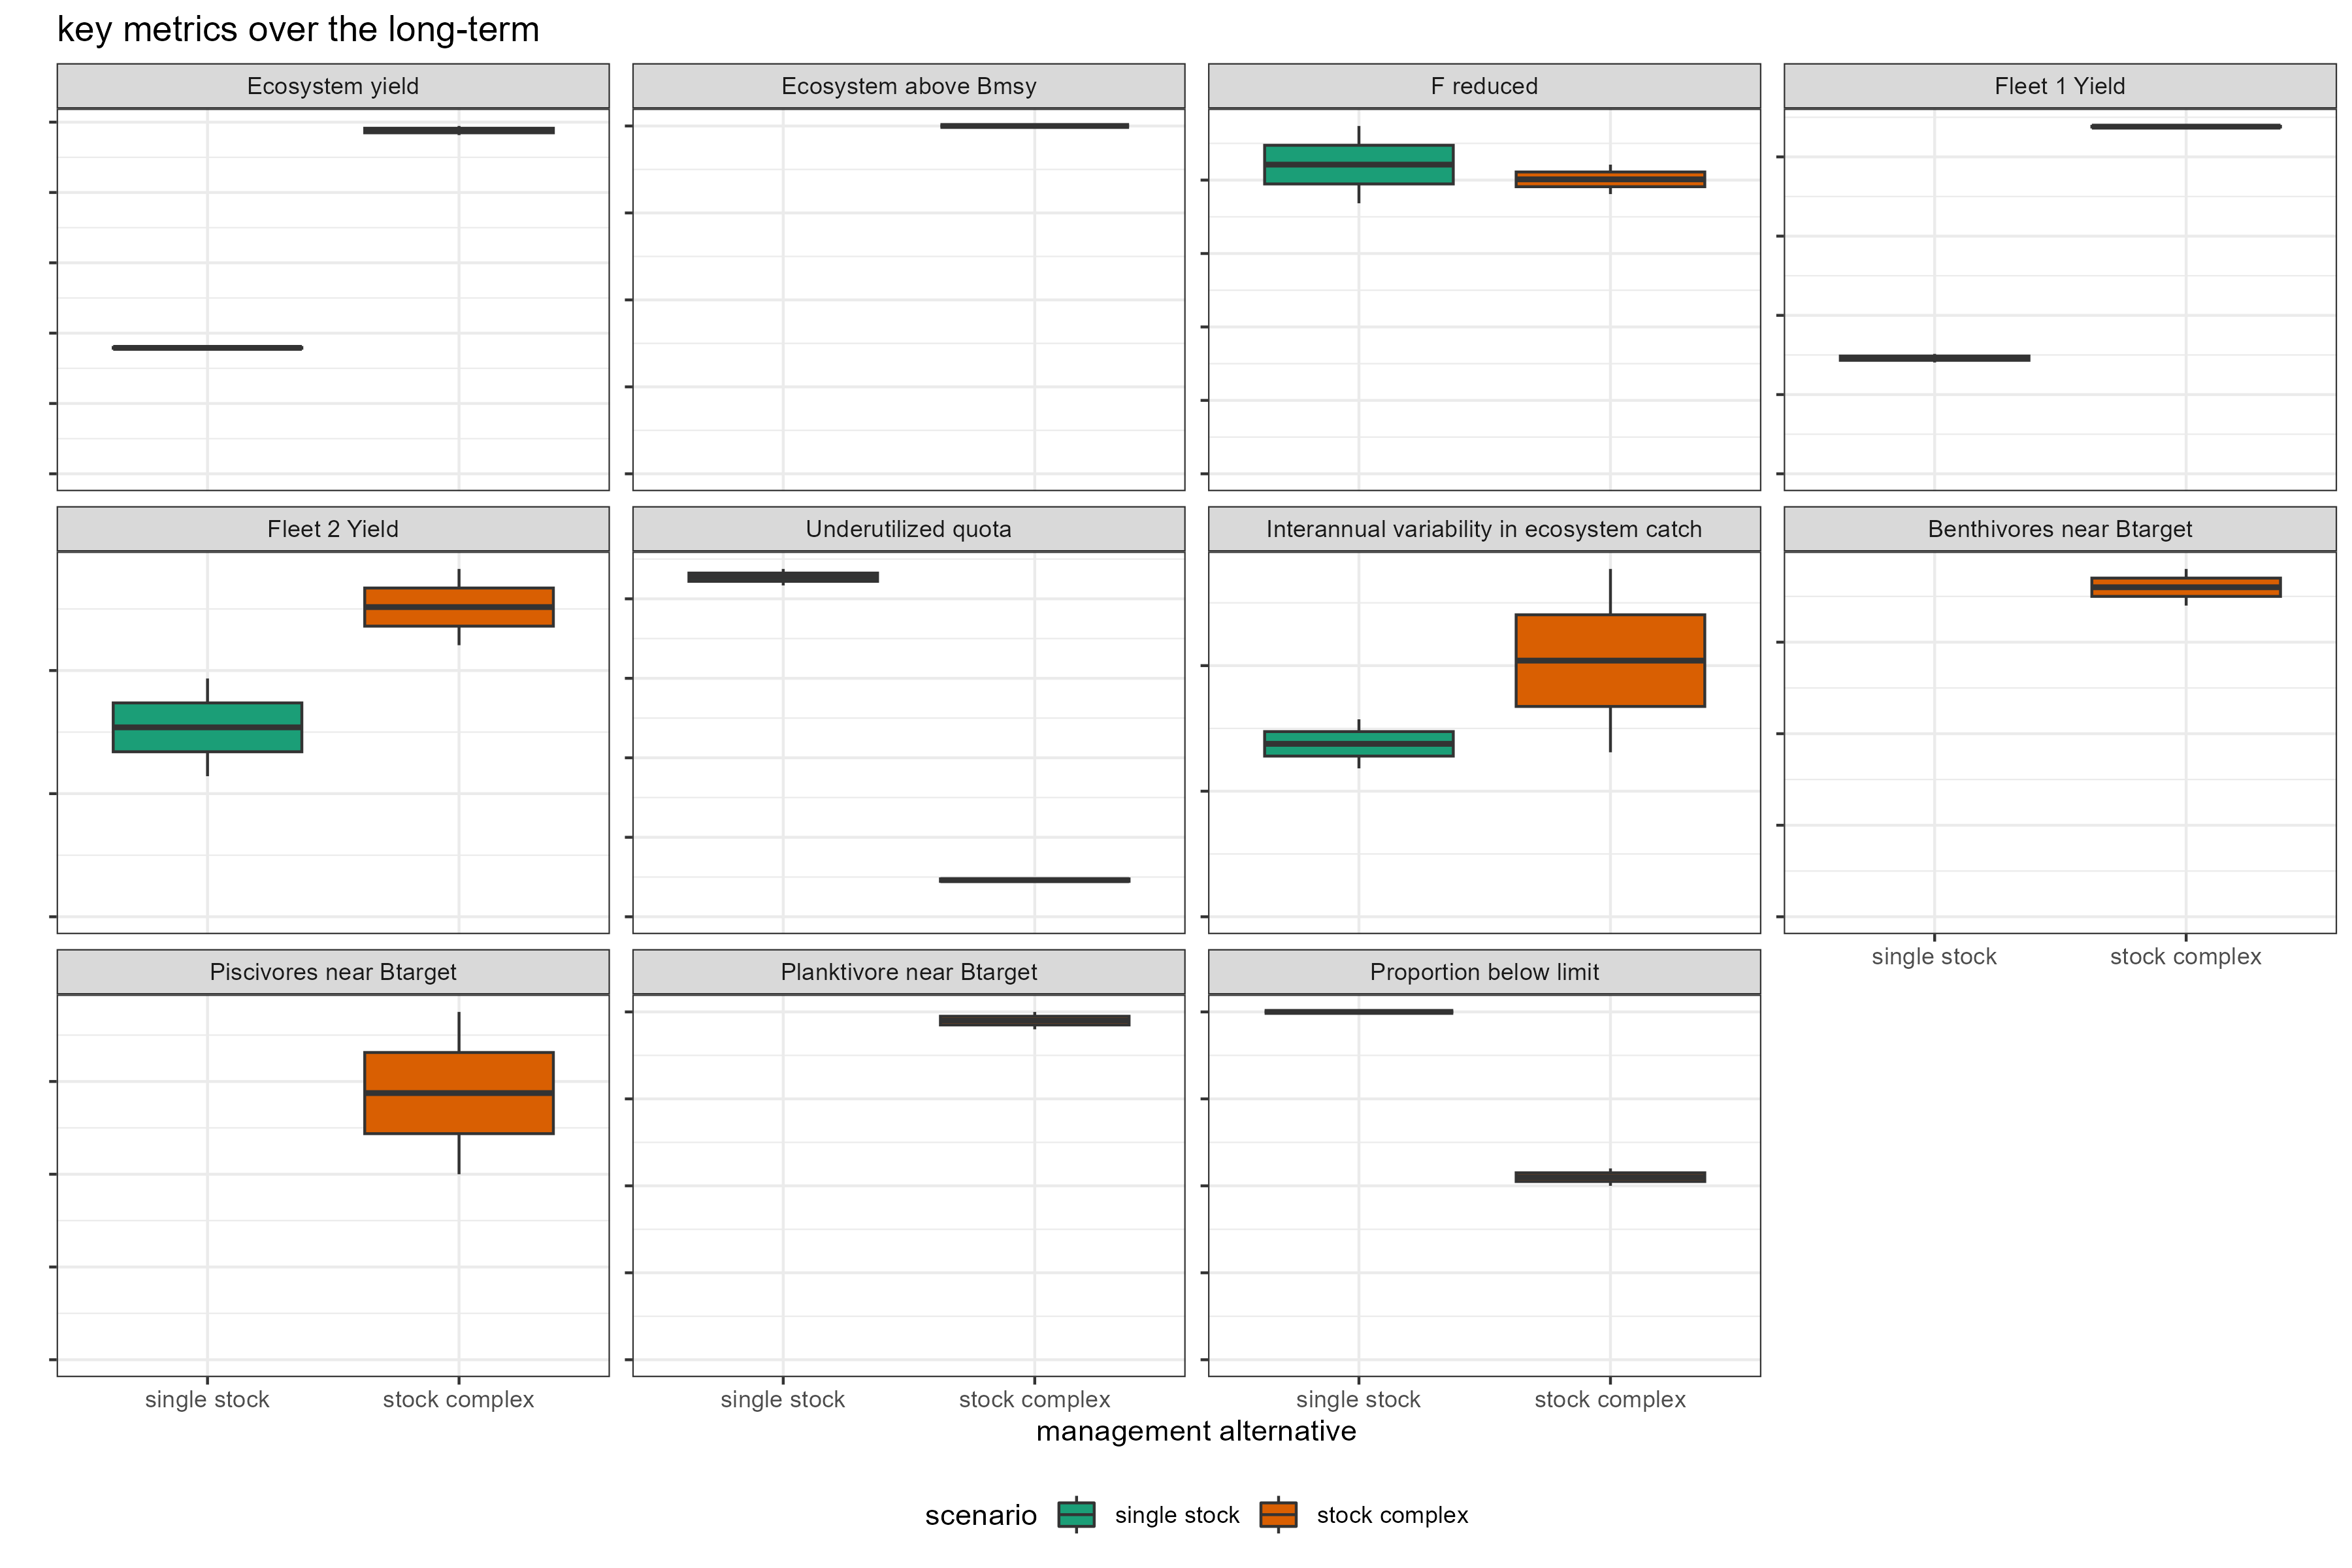 key metrics over the long-term
Ecosystem yield
Ecosystem above Bmsy
F reduced
Fleet 1 Yield
Fleet 2 Yield
Underutilized quota
Interannual variability in ecosystem catch
Benthivores near Btarget
single stock
stock complex
Piscivores near Btarget
Planktivore near Btarget
Proportion below limit
single stock
stock complex
single stock
stock complex
single stock
stock complex
management alternative
scenario
single stock
stock complex